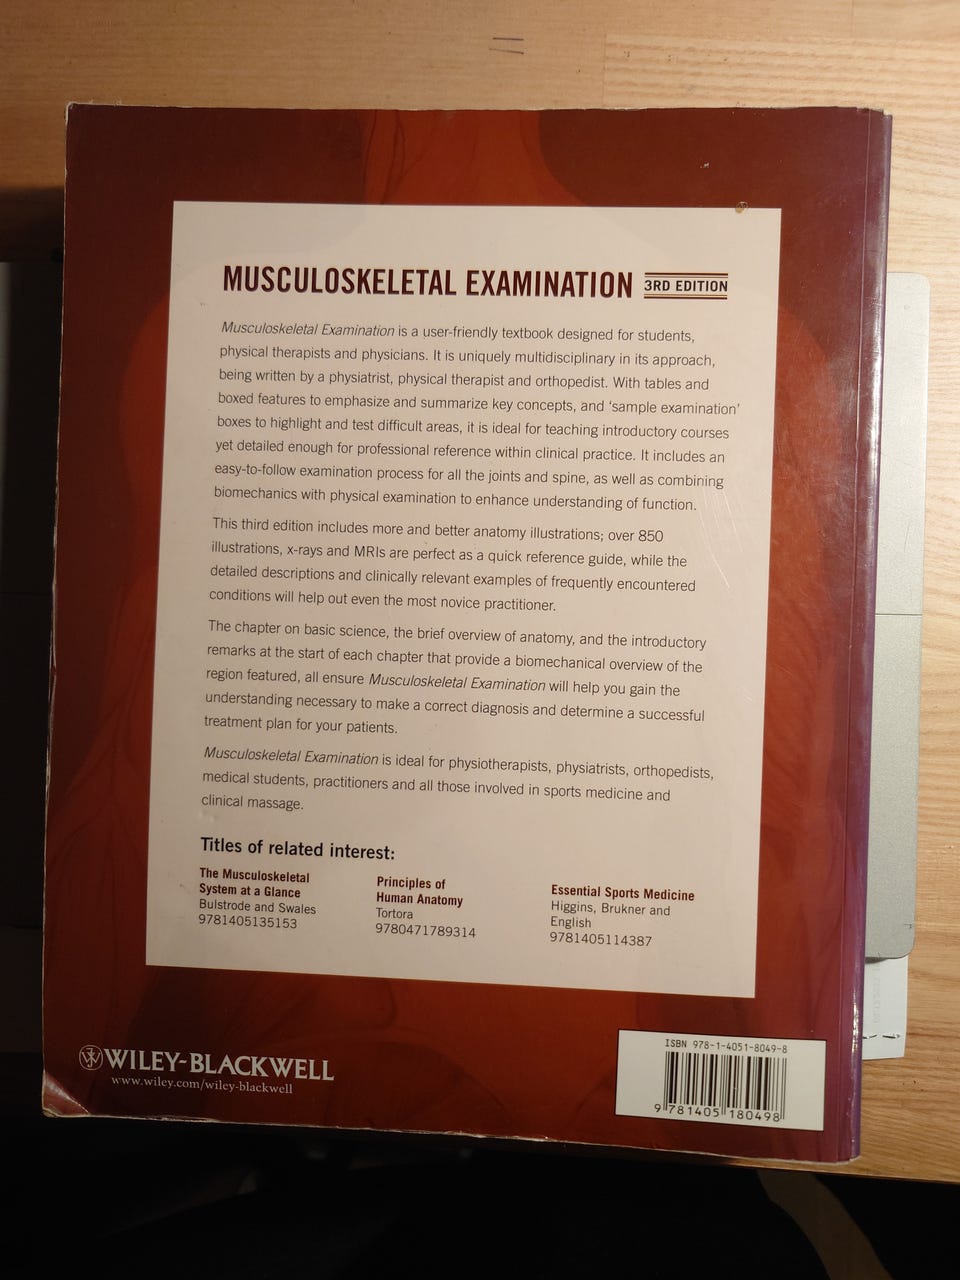 MUSCULOSKELETAL EXAMINATION 3RD EDITION
Musculoskeletal Examination is a user-friendly textbook designed for students,
physical therapists and physicians. It is uniquely multidisciplinary in its approach,
being written by a physiatrist, physical therapist and orthopedist. With tables and
boxed features to emphasize and summarize key concepts, and ‘sample examination’
boxes to highlight and test difficult areas, it is ideal for teaching introductory courses
yet detailed enough for professional reference within clinical practice. It includes an
easy-to-follow examination process for all the joints and spine, as well as combining
biomechanics with physical examination to enhance understanding of function.
This third edition includes more and better anatomy illustrations; over 850
illustrations, x-rays and MRIs are perfect as a quick reference guide, while the
detailed descriptions and clinically relevant examples of frequently encountered
conditions will help out even the most novice practitioner.
The chapter on basic science, the brief overview of anatomy, and the introductory
remarks at the start of each chapter that provide a biomechanical overview of the
region featured, all ensure Musculoskeletal Examination will help you gain the
understanding necessary to make a correct diagnosis and determine a successful
treatment plan for your patients.
Musculoskeletal Examination is ideal for physiotherapists, physiatrists, orthopedists,
medical students, practitioners and all those involved in sports medicine and
clinical massage.
Titles of related interest:
The Musculoskeletal
System at a Glance
Bulstrode and Swales
9781405135153
Principles of
Human Anatomy
Tortora
9780471789314
Essential Sports Medicine
Higgins, Brukner and
English
9781405114387
WILEY-BLACKWELL
www.wiley.com/wiley-blackwell
ISBN 978-1-4051-8049-8
9 781405 180498